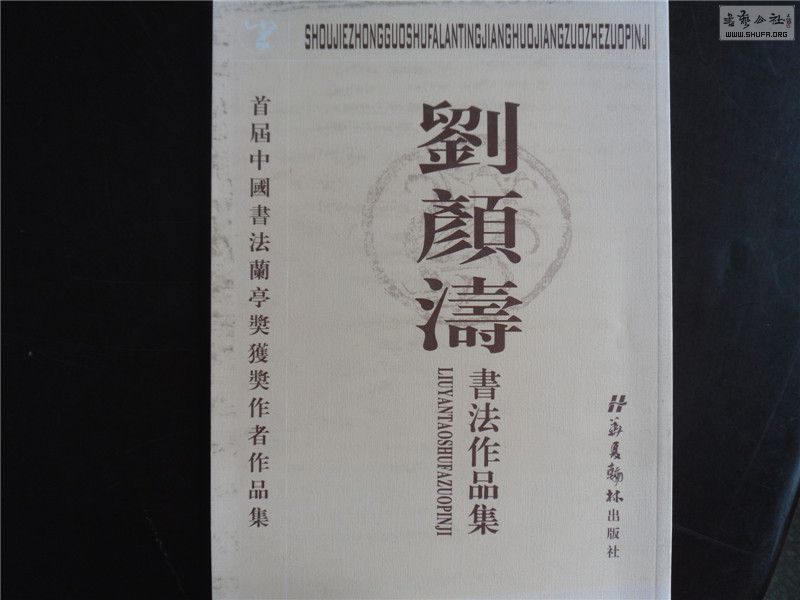 書藝公社
WWW.SHUFA.ORG
SHOUJIEZHONGGUOSHUFALANTINGJIANGHUOJIANGZUOZHEZUOPINJI
首屆中國書法蘭亭獎獲獎作者作品集
劉顏濤
書法作品集
LIUYANTAOSHUFAZUOPINJI
華夏翰林出版社